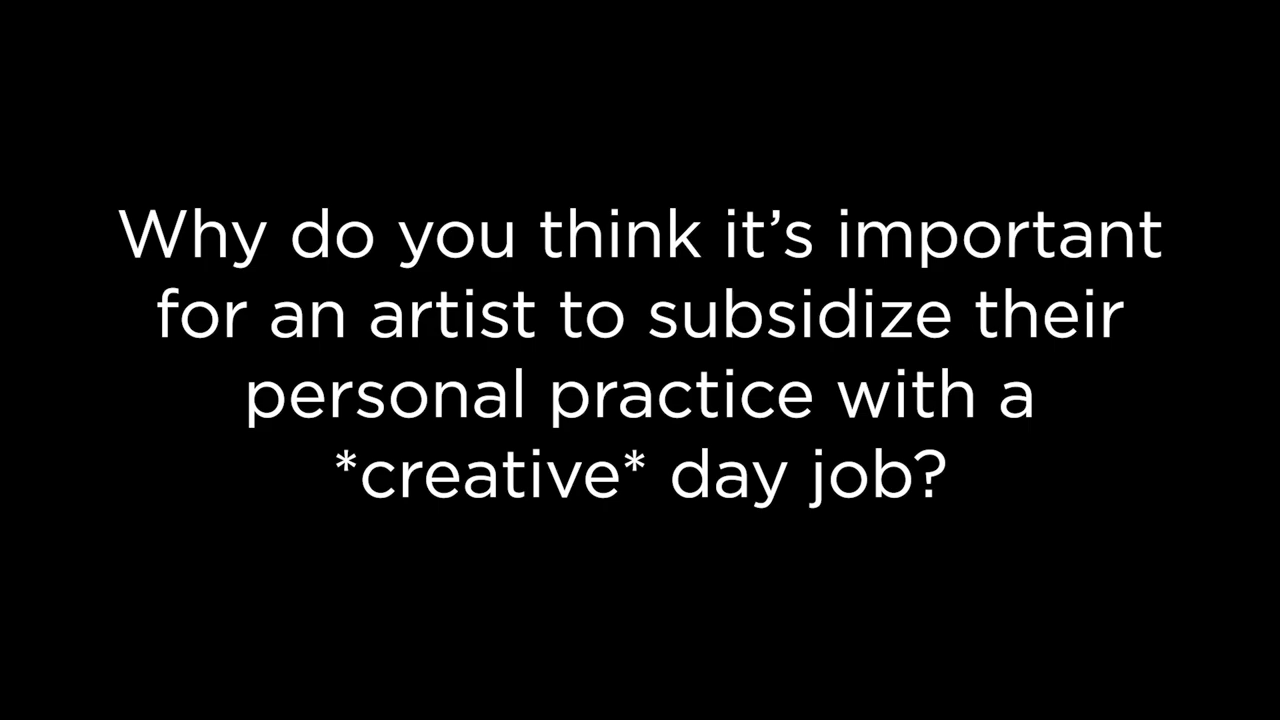 Why do you think it’s important
for an artist to subsidize their
personal practice with a
*creative* day job?